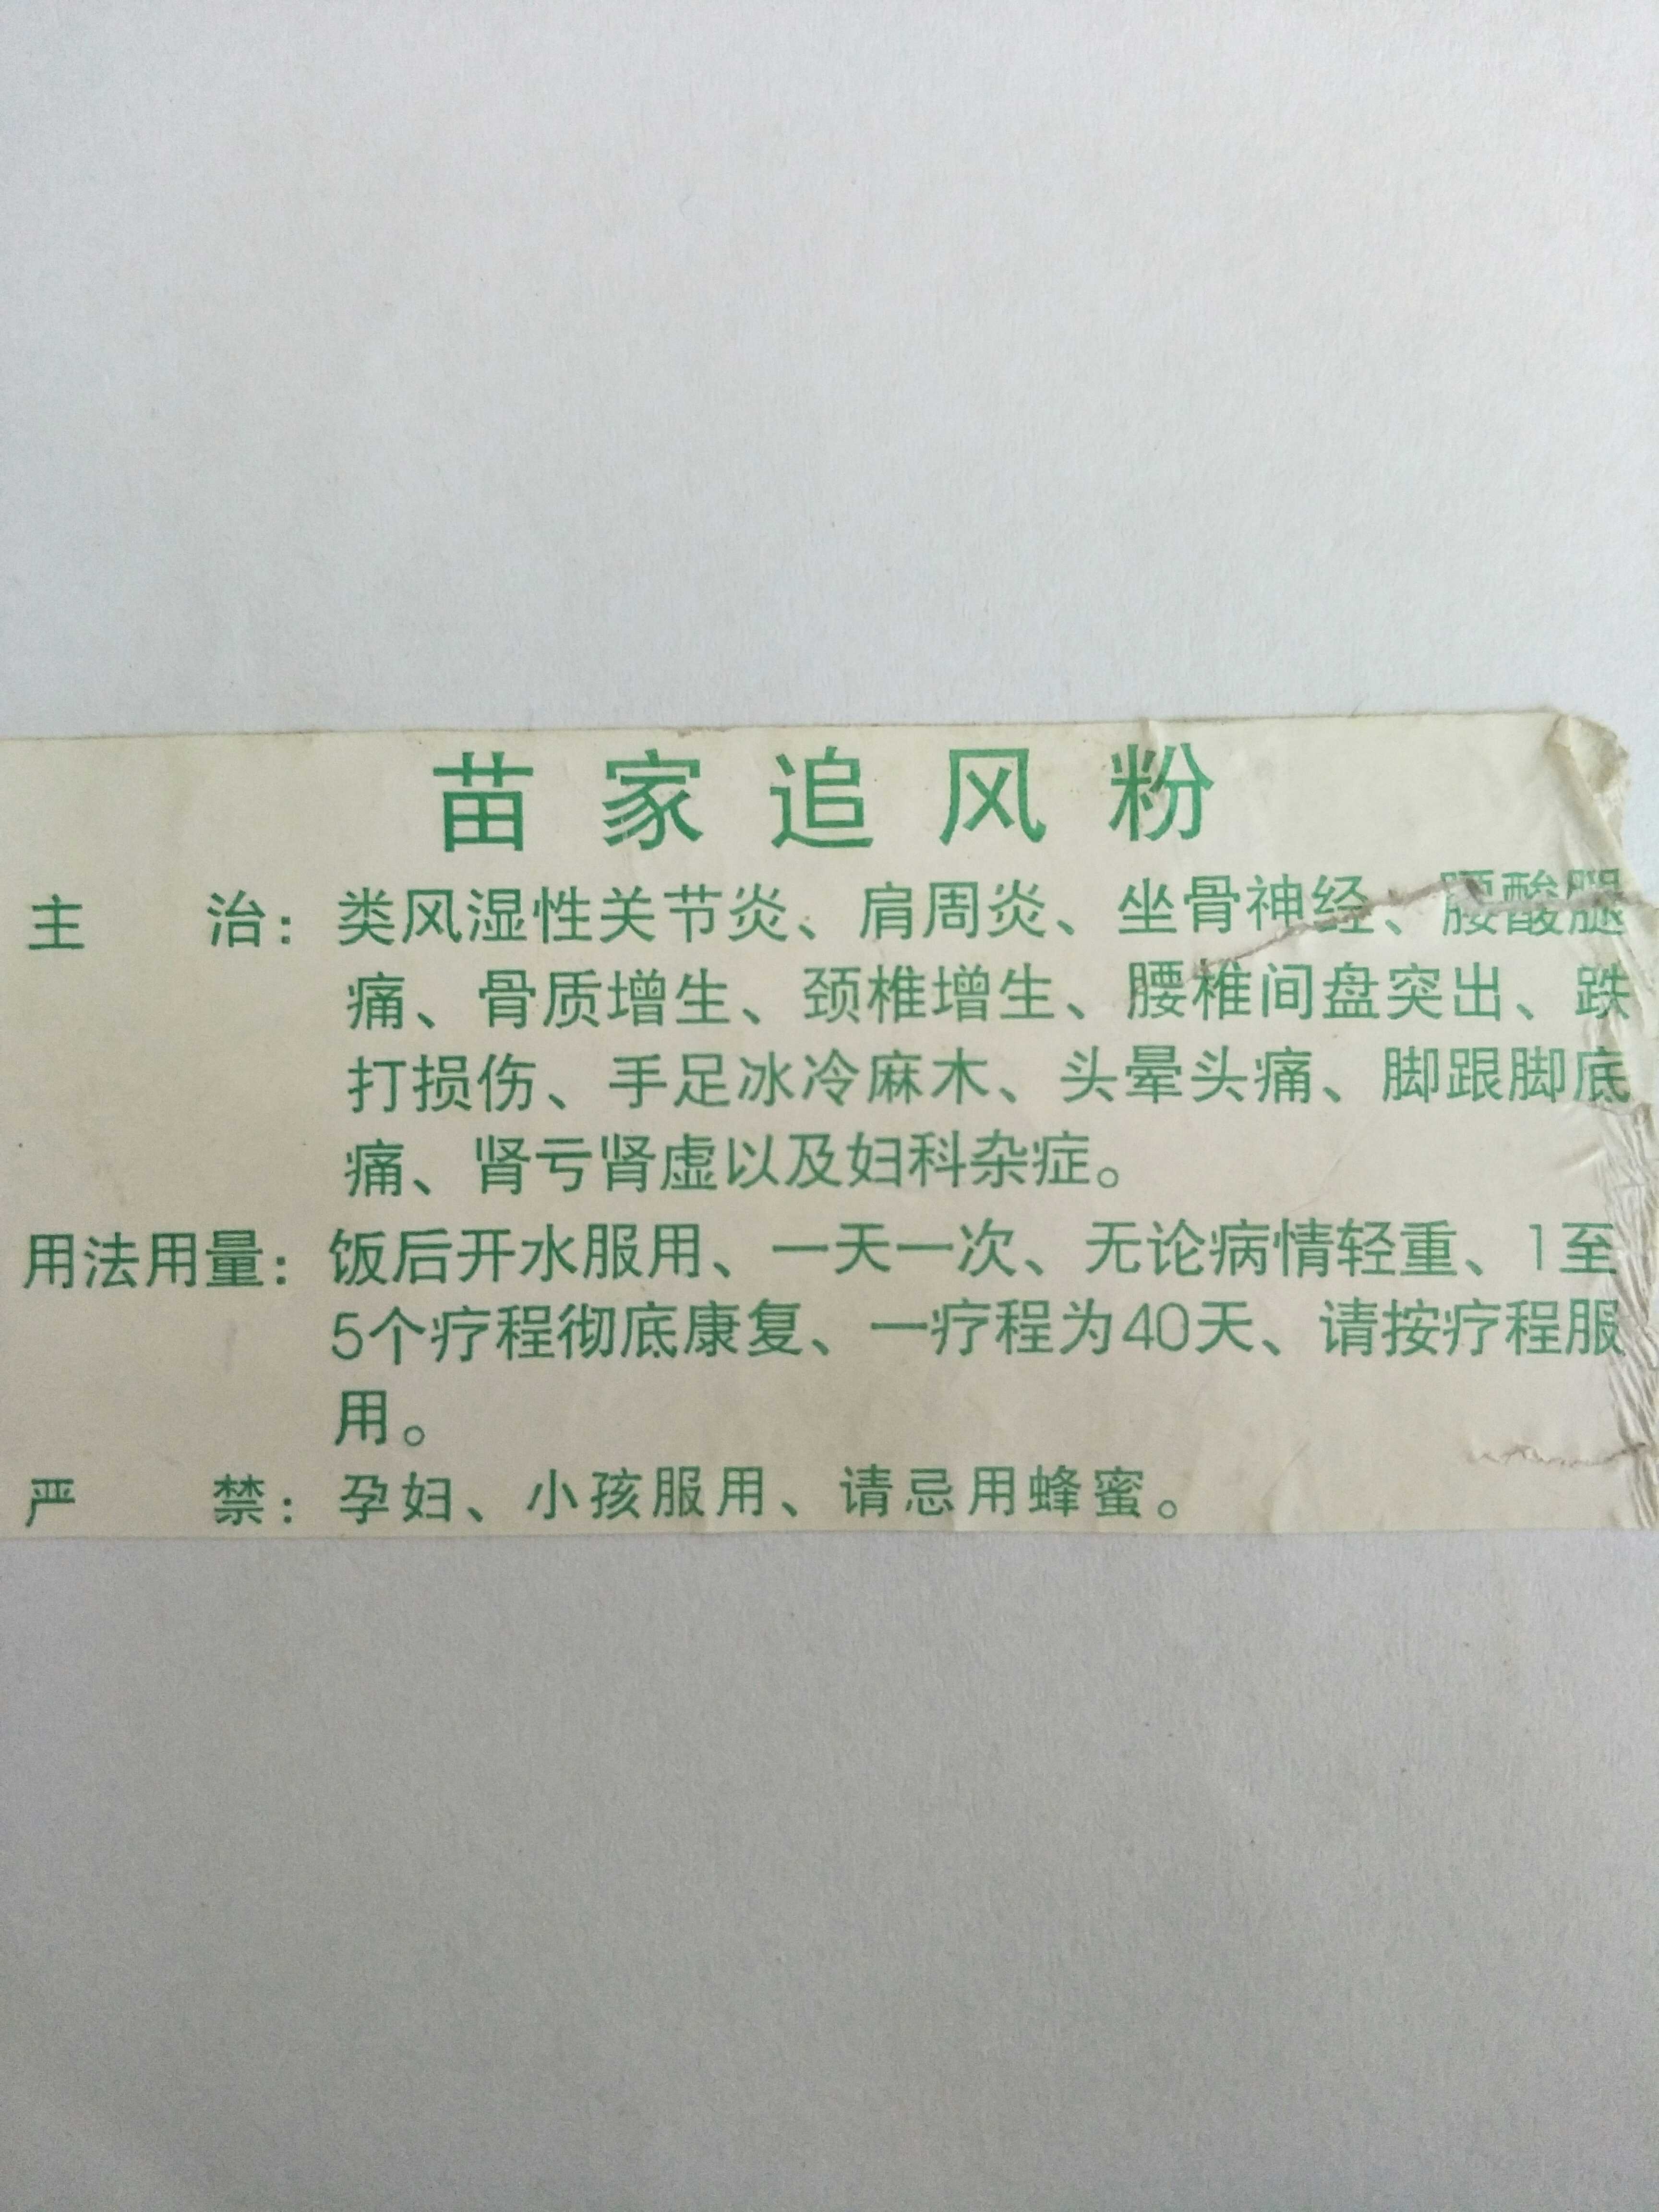 苗家追风粉
主治：类风湿性关节炎、肩周炎、坐骨神经、腰酸腿
痛、骨质增生、颈椎增生、腰椎间盘突出、跌
打损伤、手足冰冷麻木、头晕头痛、脚跟脚底
痛、肾亏肾虚以及妇科杂症。
用法用量：饭后开水服用、一天一次、无论病情轻重、1至
5个疗程彻底康复、一疗程为40天、请按疗程服
用。
严禁：孕妇、小孩服用、请忌用蜂蜜。